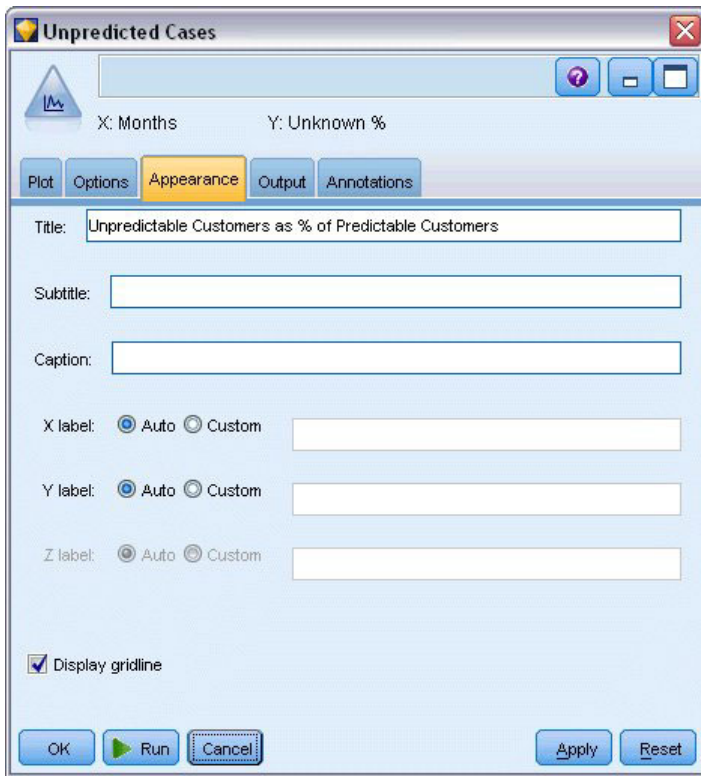 Unpredicted Cases
X: Months Y: Unknown %
Plot Options Appearance Output Annotations
Title: Unpredictable Customers as % of Predictable Customers
Subtitle:
Caption:
X label: Auto Custom
Y label: Auto Custom
Z label: Auto Custom
Display gridline
OK Run Cancel Apply Reset